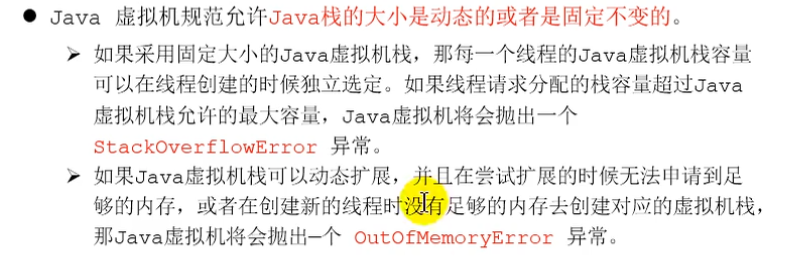 ● Java 虚拟机规范允许Java栈的大小是动态的或者是固定不变的。
➢ 如果采用固定大小的Java虚拟机栈，那每一个线程的Java虚拟机栈容量
可以在线程创建的时候独立选定。如果线程请求分配的栈容量超过Java
虚拟机栈允许的最大容量，Java虚拟机将会抛出一个
StackOverflowError 异常。
➢ 如果Java虚拟机栈可以动态扩展，并且在尝试扩展的时候无法申请到足
够的内存，或者在创建新的线程时没有足够的内存去创建对应的虚拟机栈，
那Java虚拟机将会抛出一个 OutOfMemoryError 异常。